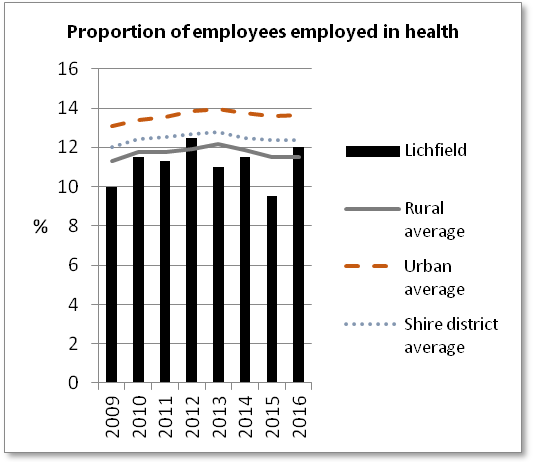 Proportion of employees employed in health
16
14
12
10
8
6
4
2
0
%
2009
2010
2011
2012
2013
2014
2015
2016
Lichfield
Rural
average
Urban
average
Shire district
average